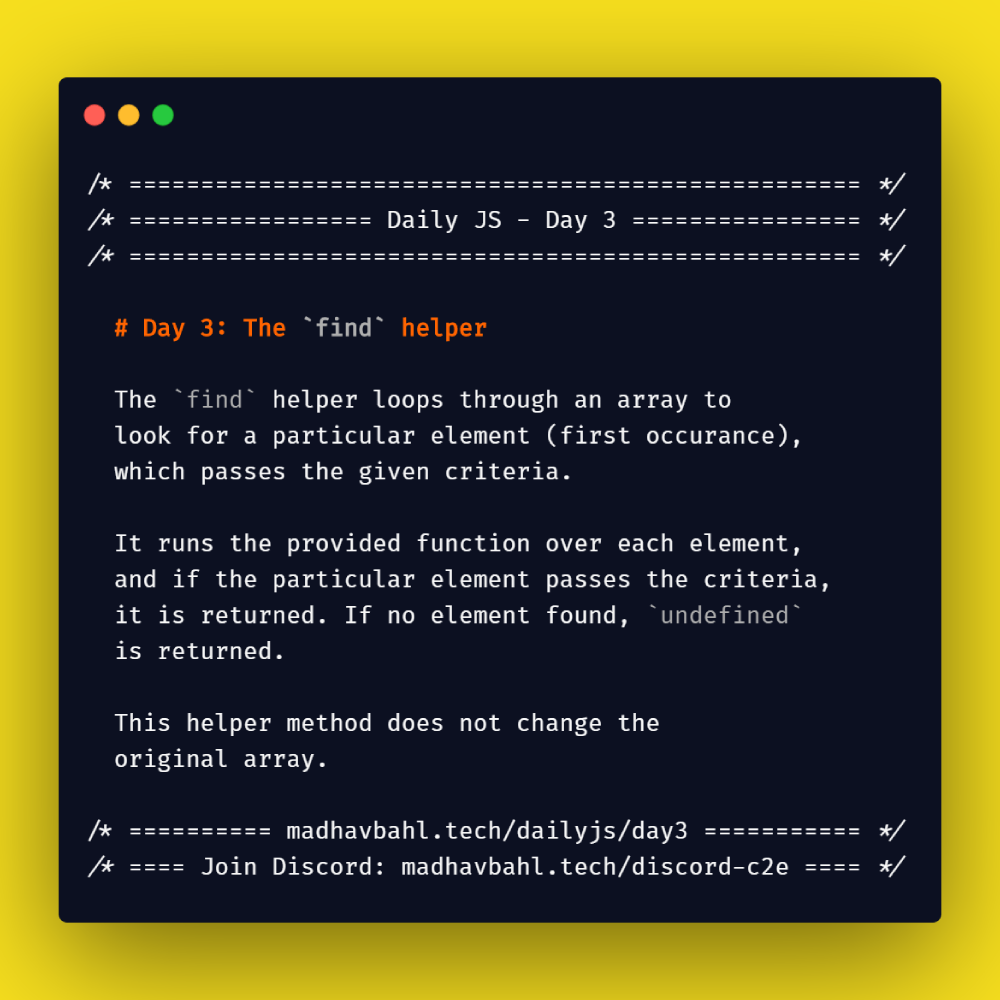 /* =================================================== */
/* ================= Daily JS - Day 3 ================ */
/* =================================================== */
# Day 3: The `find` helper
The `find` helper loops through an array to
look for a particular element (first occurance),
which passes the given criteria.
It runs the provided function over each element,
and if the particular element passes the criteria,
it is returned. If no element found, `undefined`
is returned.
This helper method does not change the
original array.
/* ========== madhavbahl.tech/dailyjs/day3 =========== */
/* ==== Join Discord: madhavbahl.tech/discord-c2e ==== */